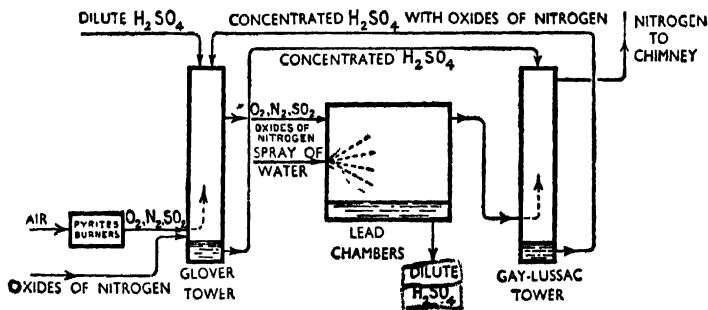 DILUTE H2SO4
CONCENTRATED H2SO4 WITH OXIDES OF NITROGEN
NITROGEN
TO
CHIMNEY
CONCENTRATED H2SO4
O2,N2,SO2
OXIDES OF
NITROGEN
SPRAY OF
WATER
AIR
PYRITES
BURNERS
O2,N2,SO2
OXIDES OF NITROGEN
GLOVER
TOWER
LEAD
CHAMBERS
DILUTE
H2SO4
GAY-LUSSAC
TOWER